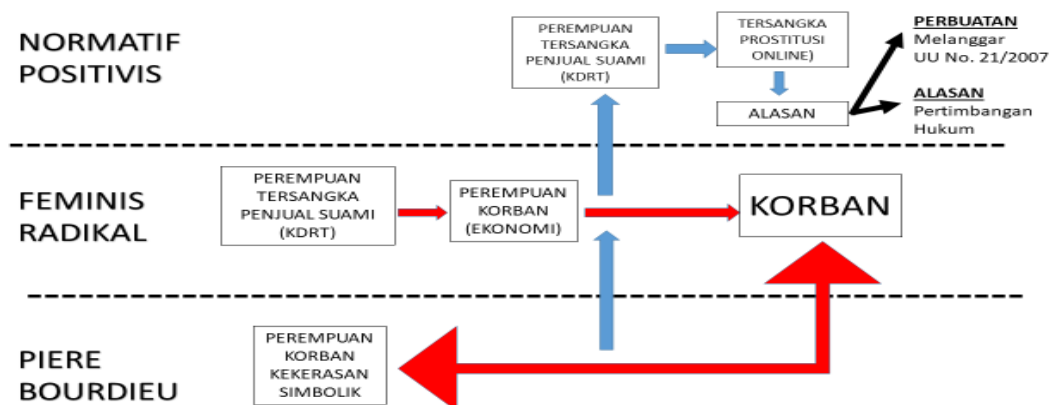 NORMATIF
POSITIVIS
PEREMPUAN
TERSANGKA
PENJUAL SUAMI
(KDRT)
TERSANGKA
PROSTITUSI
ONLINE)
ALASAN
PERBUATAN
Melanggar
UU No. 21/2007
ALASAN
Pertimbangan
Hukum
FEMINIS
RADIKAL
PEREMPUAN
TERSANGKA
PENJUAL SUAMI
(KDRT)
PEREMPUAN
KORBAN
(EKONOMI)
KORBAN
PIERE
BOURDIEU
PEREMPUAN
KORBAN
KEKERASAN
SIMBOLIK